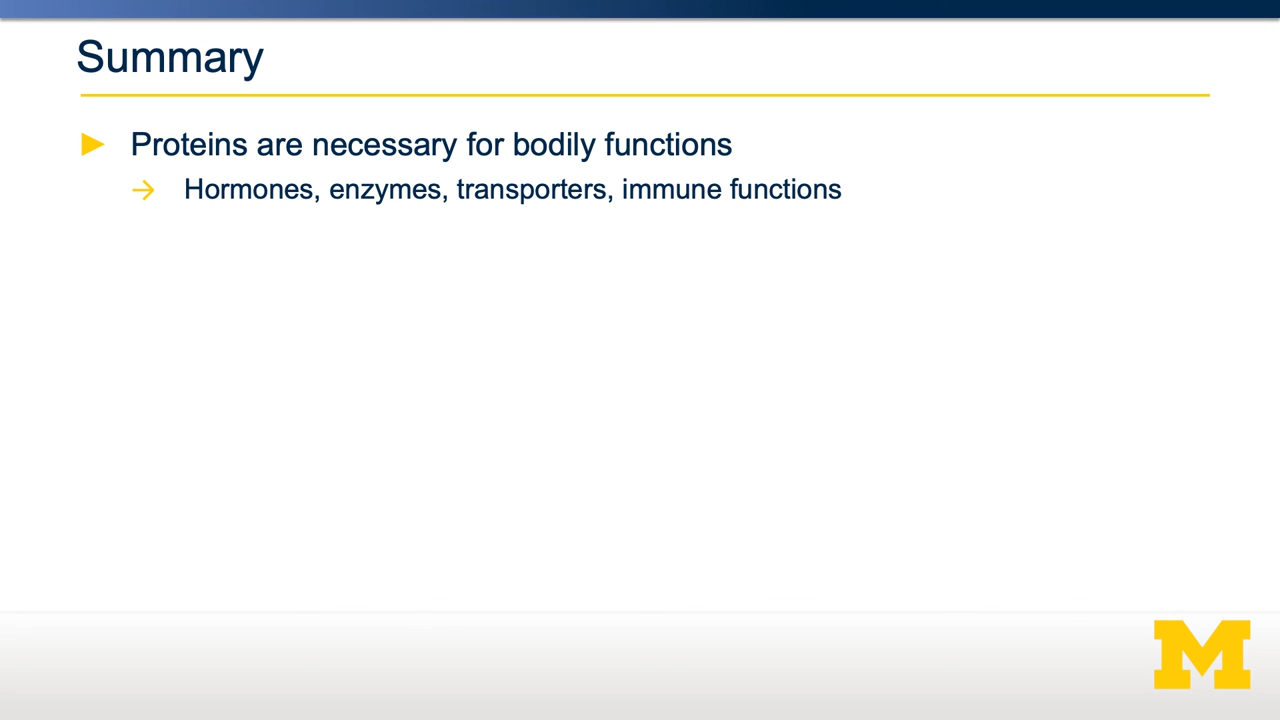 Summary
► Proteins are necessary for bodily functions
→ Hormones, enzymes, transporters, immune functions
M